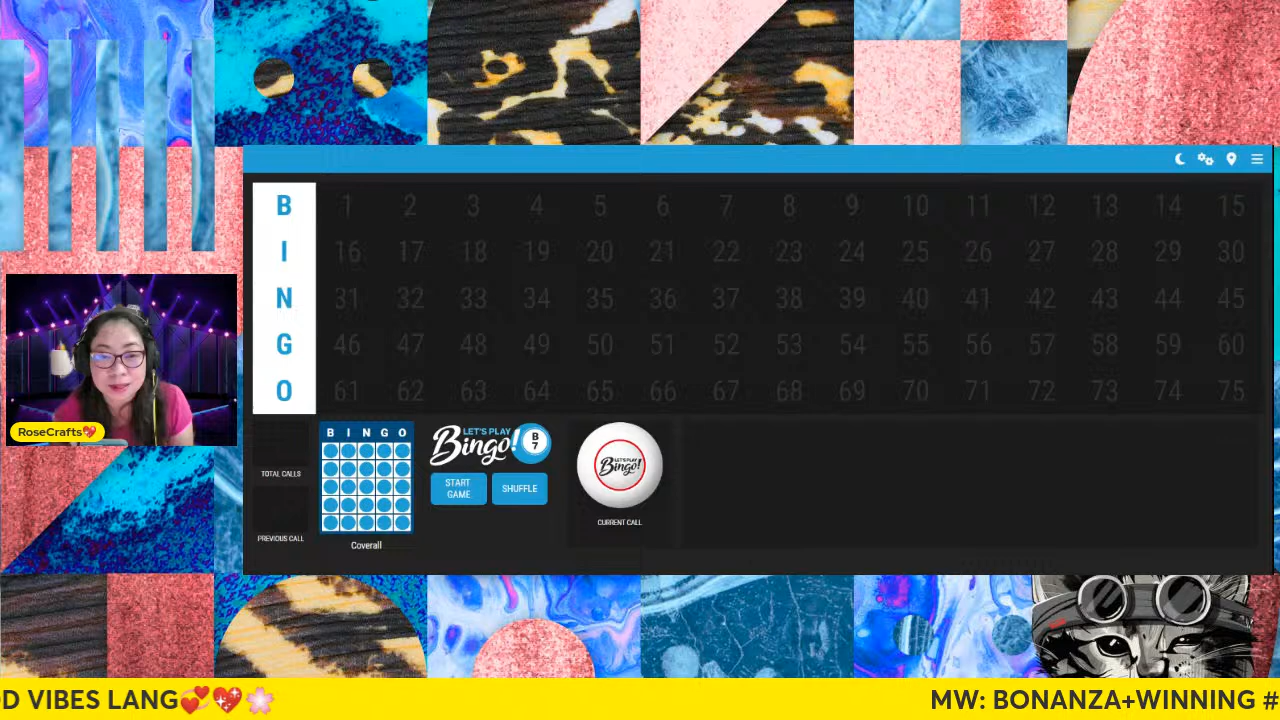 B 1 2 3 4 5 6 7 8 9 10 11 12 13 14 15
I 16 17 18 19 20 21 22 23 24 25 26 27 28 29 30
N 31 32 33 34 35 36 37 38 39 40 41 42 43 44 45
G 46 47 48 49 50 51 52 53 54 55 56 57 58 59 60
O 61 62 63 64 65 66 67 68 69 70 71 72 73 74 75
RoseCrafts💖
TOTAL CALLS
PREVIOUS CALL
B I N G O
Coverall
LET'S PLAY
Bingo!
B
7
START
GAME
SHUFFLE
LET'S PLAY
Bingo!
CURRENT CALL
D VIBES LANG💞💖🌸
MW: BONANZA+WINNING #